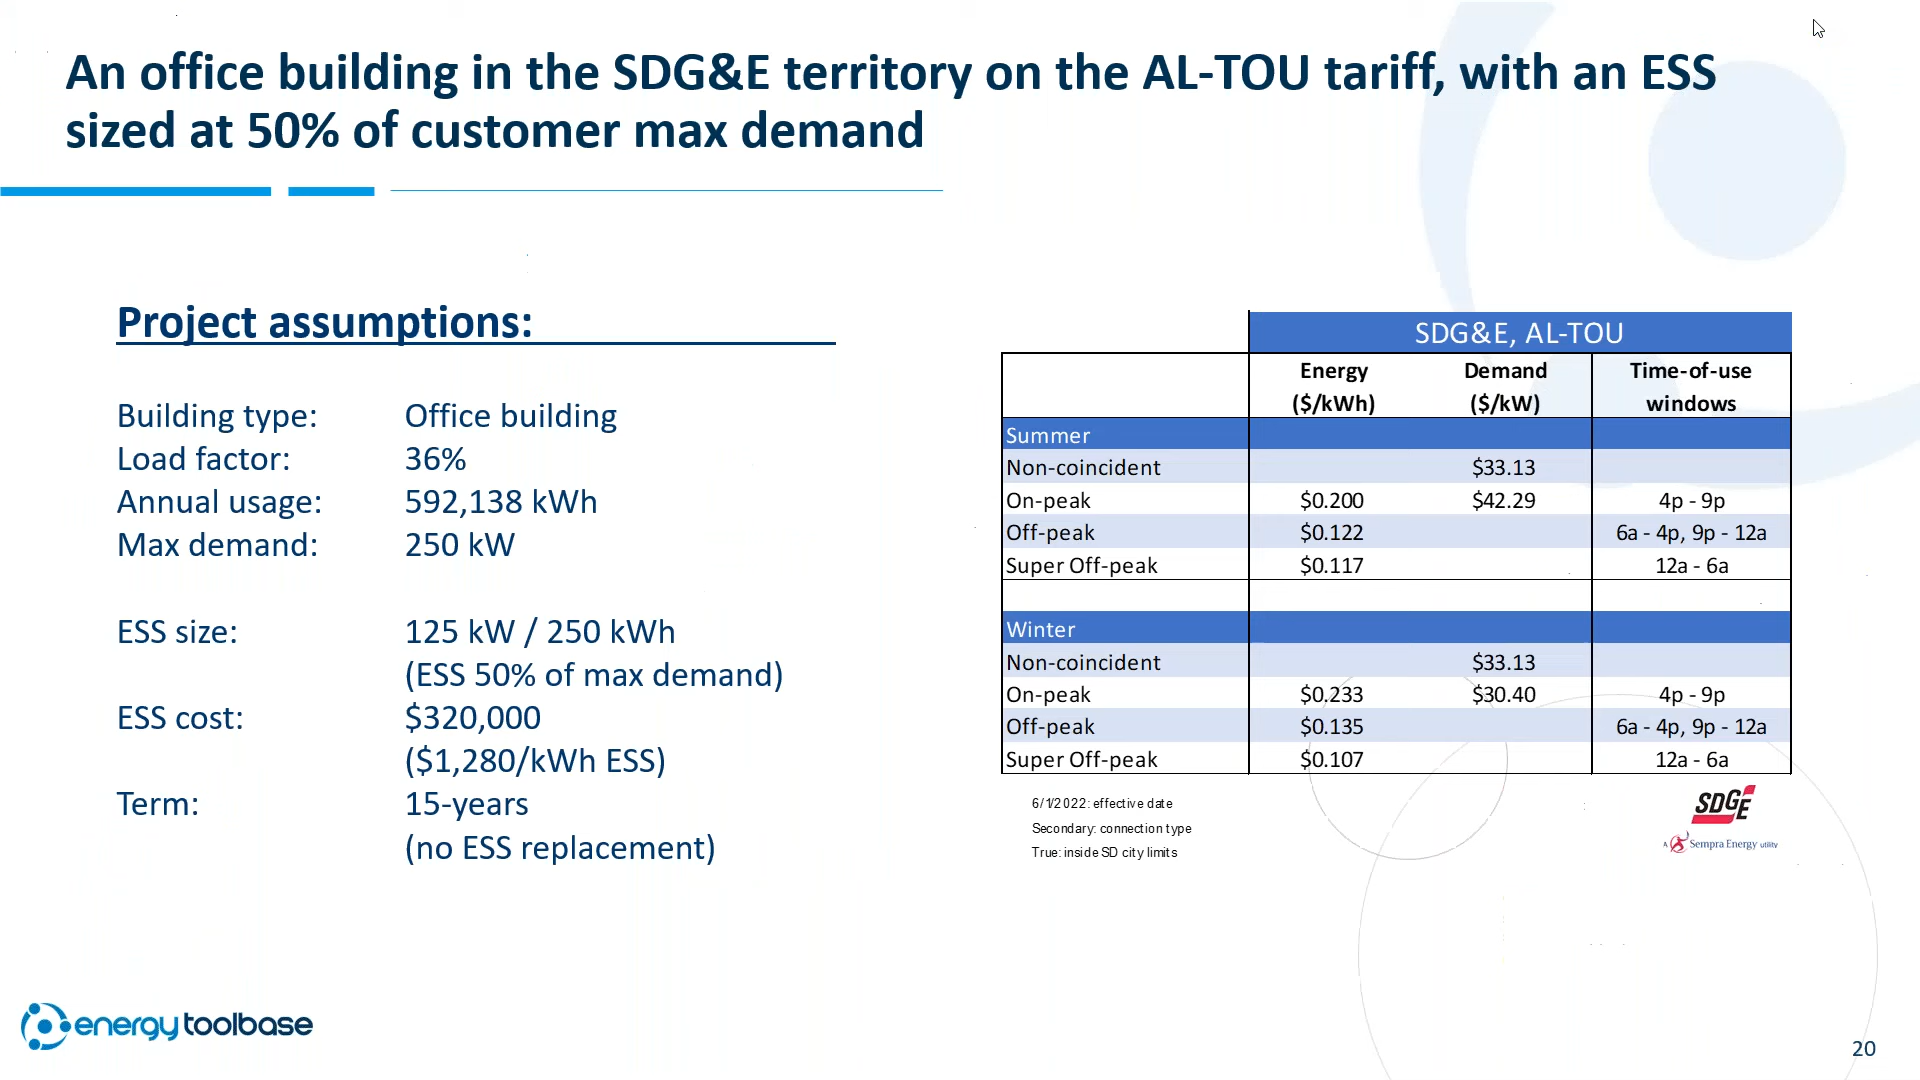 An office building in the SDG&E territory on the AL-TOU tariff, with an ESS
sized at 50% of customer max demand
Project assumptions:
Building type: Office building
Load factor: 36%
Annual usage: 592,138 kWh
Max demand: 250 kW
ESS size: 125 kW / 250 kWh
(ESS 50% of max demand)
ESS cost: $320,000
($1,280/kWh ESS)
Term: 15-years
(no ESS replacement)
SDG&E, AL-TOU
Energy Demand Time-of-use
($/kWh) ($/kW) windows
Summer
Non-coincident $33.13
On-peak $0.200 $42.29 4p - 9p
Off-peak $0.122 6a - 4p, 9p - 12a
Super Off-peak $0.117 12a - 6a
Winter
Non-coincident $33.13
On-peak $0.233 $30.40 4p - 9p
Off-peak $0.135 6a - 4p, 9p - 12a
Super Off-peak $0.107 12a - 6a
6/1/2022: effective date
Secondary: connection type
True: inside SD city limits
SDGE
A Sempra Energy utility
energy toolbase
20